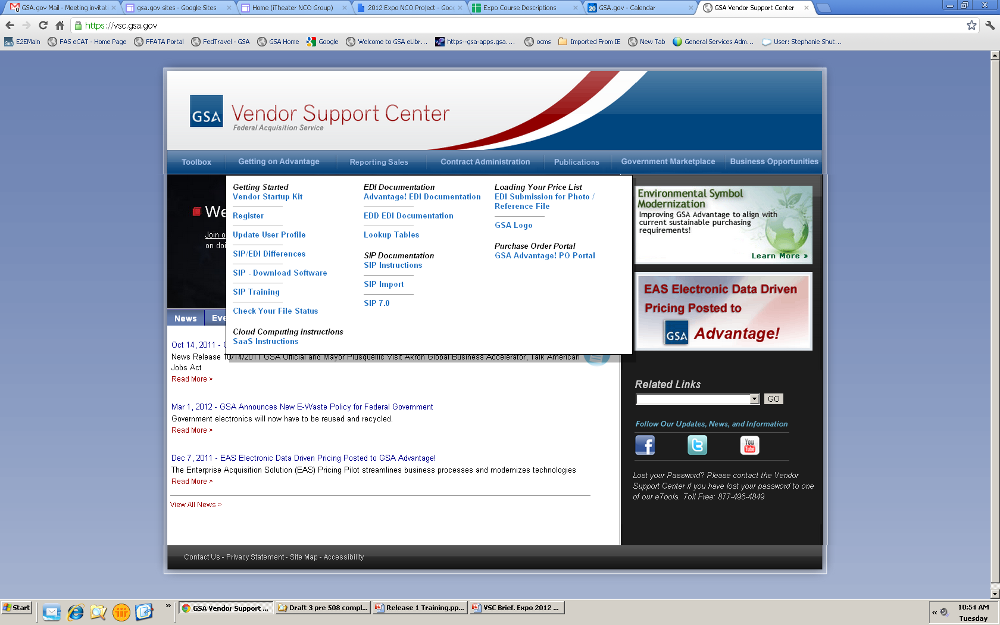 GSA.gov Mail - Meeting invitati
gsa.gov sites - Google Sites
Home (iTheater NCO Group)
2012 Expo NCO Project - Goo
Expo Course Descriptions
20
GSA.gov - Calendar
GSA Vendor Support Center
https://vsc.gsa.gov
Sun
E2EMain
FAS eCAT - Home Page
FFATA Portal
FedTravel - GSA
GSA Home
Google
Welcome to GSA eLibr...
https--gsa-apps.gsa....
ocms
Imported From IE
New Tab
General Services Adm...
User: Stephanie Shut...
GSA
Vendor Support Center
Federal Acquisition Service
Toolbox
Getting on Advantage
Reporting Sales
Contract Administration
Publications
Government Marketplace
Business Opportunities
We
Join o
on doi
Getting Started
Vendor Startup Kit
Register
Update User Profile
SIP/EDI Differences
SIP - Download Software
SIP Training
Check Your File Status
Cloud Computing Instructions
SaaS Instructions
EDI Documentation
Advantage! EDI Documentation
EDD EDI Documentation
Lookup Tables
SIP Documentation
SIP Instructions
SIP Import
SIP 7.0
Loading Your Price List
EDI Submission for Photo /
Reference File
GSA Logo
Purchase Order Portal
GSA Advantage! PO Portal
Environmental Symbol
Modernization
Improving GSA Advantage to align with
current sustainable purchasing
requirements!
Learn More »
EAS Electronic Data Driven
Pricing Posted to
GSA Advantage!
News
Eve
Oct 14, 2011 -
News Release 10/14/2011 GSA Official and Mayor Plusquellic Visit Akron Global Business Accelerator, Talk American
Jobs Act
Read More >
Mar 1, 2012 - GSA Announces New E-Waste Policy for Federal Government
Government electronics will now have to be reused and recycled.
Read More >
Dec 7, 2011 - EAS Electronic Data Driven Pricing Posted to GSA Advantage!
The Enterprise Acquisition Solution (EAS) Pricing Pilot streamlines business processes and modernizes technologies
Read More >
View All News >
Related Links
GO
Follow Our Updates, News, and Information
You
Tube
Lost your Password? Please contact the Vendor
Support Center if you have lost your password to one
of our eTools. Toll Free: 877-495-4849
Contact Us - Privacy Statement - Site Map - Accessibility
Start
GSA Vendor Support ...
Draft 3 pre 508 compl...
Release 1 Training.pp...
VSC Brief. Expo 2012 ...
10:54 AM
Tuesday